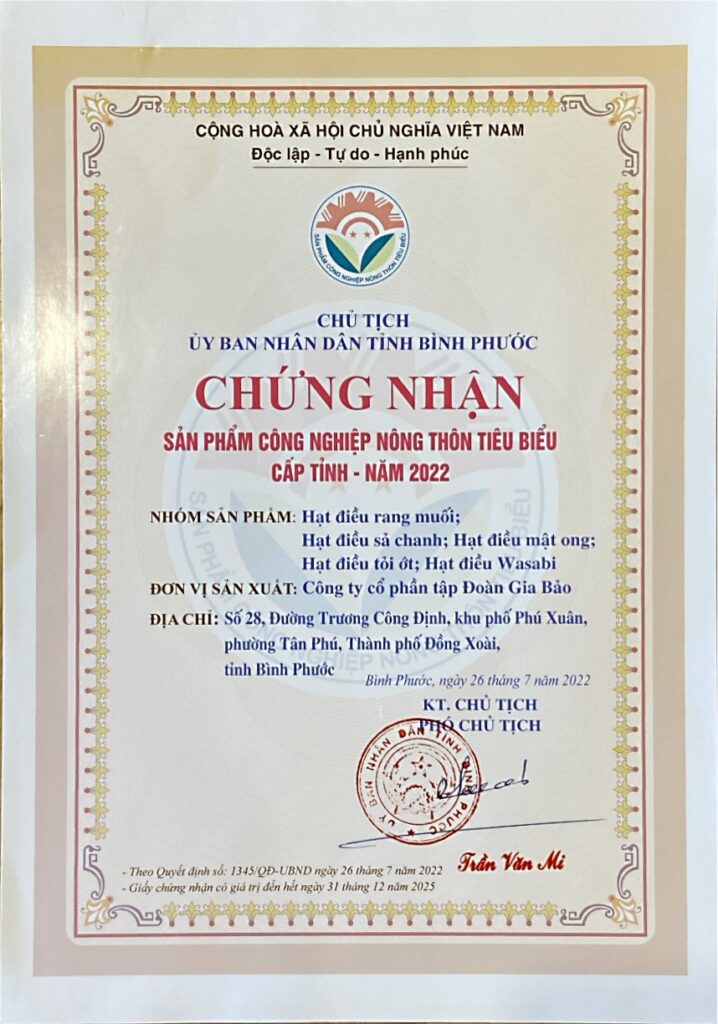 CỘNG HOÀ XÃ HỘI CHỦ NGHĨA VIỆT NAM
Độc lập - Tự do - Hạnh phúc
SẢN PHẨM CÔNG NGHIỆP NÔNG THÔN TIÊU BIỂU
CHỦ TỊCH
ỦY BAN NHÂN DÂN TỈNH BÌNH PHƯỚC
CHỨNG NHẬN
SẢN PHẨM CÔNG NGHIỆP NÔNG THÔN TIÊU BIỂU
CẤP TỈNH - NĂM 2022
NHÓM SẢN PHẨM: Hạt điều rang muối;
Hạt điều sả chanh; Hạt điều mật ong;
Hạt điều tỏi ớt; Hạt điều Wasabi
ĐƠN VỊ SẢN XUẤT: Công ty cổ phần tập Đoàn Gia Bảo
ĐỊA CHỈ: Số 28, Đường Trương Công Định, khu phố Phú Xuân,
phường Tân Phú, Thành phố Đồng Xoài,
tỉnh Bình Phước
SẢN PHẨM CÔNG NGHIỆP NÔNG THÔN TIÊU BIỂU
Bình Phước, ngày 26 tháng 7 năm 2022
KT. CHỦ TỊCH
PHÓ CHỦ TỊCH
ỦY BAN NHÂN DÂN TỈNH BÌNH PHƯỚC
Trần Văn Mi
- Theo Quyết định số: 1345/QĐ-UBND ngày 26 tháng 7 năm 2022
- Giấy chứng nhận có giá trị đến hết ngày 31 tháng 12 năm 2025